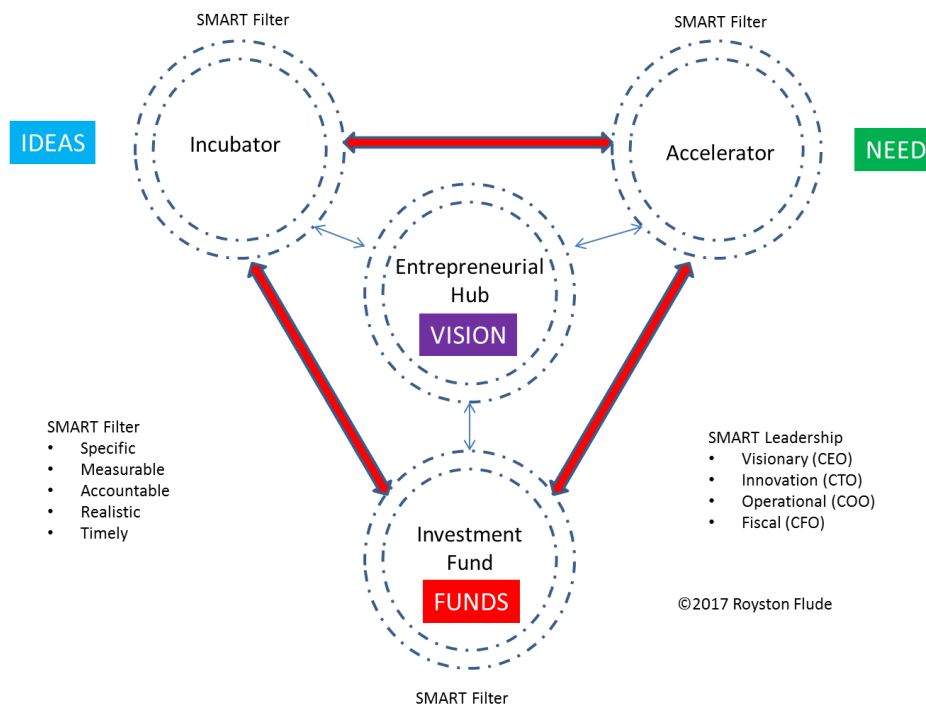 SMART Filter
SMART Filter
IDEAS
Incubator
Accelerator
NEED
Entrepreneurial
Hub
VISION
SMART Filter
• Specific
• Measurable
• Accountable
• Realistic
• Timely
SMART Leadership
• Visionary (CEO)
• Innovation (CTO)
• Operational (COO)
• Fiscal (CFO)
Investment
Fund
FUNDS
©2017 Royston Flude
SMART Filter